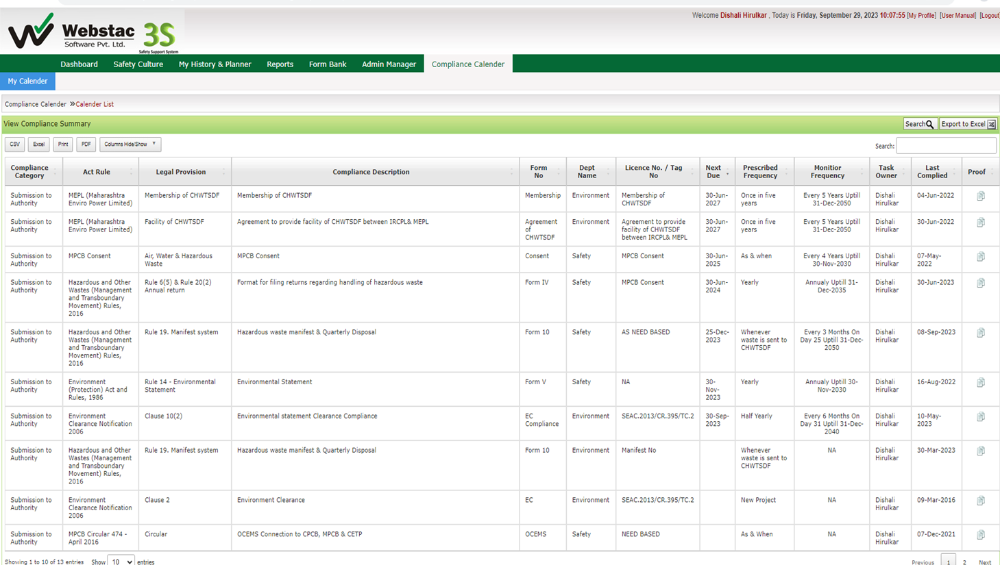 Welcome Dishali Hirulkar , Today is Friday, September 29, 2023 10:07:55 [My Profile] [User Manual] [Logout
Webstac
Software Pvt. Ltd.
3S
Safety Support System
Dashboard Safety Culture My History & Planner Reports Form Bank Admin Manager Compliance Calender
My Calender
Compliance Calender »Calender List
View Compliance Summary Search Export to Excel
CSV Excel Print PDF Columns Hide/Show
Search:
Compliance Category Act Rule Legal Provision Compliance Description Form No Dept Name Licence No. / Tag No Next Due Prescribed Frequency Monitior Frequency Task Owner Last Complied Proof
Submission to Authority MEPL (Maharashtra Enviro Power Limited) Membership of CHWTSDF Membership of CHWTSDF Membership Environment Membership of CHWTSDF 30-Jun-2027 Once in five years Every 5 Years Uptill 31-Dec-2050 Dishali Hirulkar 04-Jun-2022
Submission to Authority MEPL (Maharashtra Enviro Power Limited) Facility of CHWTSDF Agreement to provide facility of CHWTSDF between IRCPL& MEPL Agreement of CHWTSDF Environment Agreement to provide facility of CHWTSDF between IRCPL& MEPL 30-Jun-2027 Once in five years Every 5 Years Uptill 31-Dec-2050 Dishali Hirulkar 30-Jun-2022
Submission to Authority MPCB Consent Air, Water & Hazardous Waste MPCB Consent Consent Safety MPCB Consent 30-Jun-2025 As & when Every 4 Years Uptill 30-Nov-2030 Dishali Hirulkar 07-May-2022
Submission to Authority Hazardous and Other Wastes (Management and Transboundary Movement) Rules, 2016 Rule 6(5) & Rule 20(2) Annual return Format for filing returns regarding handling of hazardous waste Form IV Safety MPCB Consent 30-Jun-2024 Yearly Annualy Uptill 31-Dec-2035 Dishali Hirulkar 30-Jun-2023
Submission to Authority Hazardous and Other Wastes (Management and Transboundary Movement) Rules, 2016 Rule 19. Manifest system Hazardous waste manifest & Quarterly Disposal Form 10 Safety AS NEED BASED 25-Dec-2023 Whenever waste is sent to CHWTSDF Every 3 Months On Day 25 Uptill 31-Dec-2050 Dishali Hirulkar 08-Sep-2023
Submission to Authority Environment (Protection) Act and Rules, 1986 Rule 14 - Environmental Statement Environmental Statement Form V Safety NA 30-Nov-2023 Yearly Annualy Uptill 30-Nov-2030 Dishali Hirulkar 16-Aug-2022
Submission to Authority Environment Clearance Notification 2006 Clause 10(2) Environmental statement Clearance Compliance EC Compliance Environment SEAC.2013/CR.395/TC.2 30-Sep-2023 Half Yearly Every 6 Months On Day 31 Uptill 31-Dec-2040 Dishali Hirulkar 10-May-2023
Submission to Authority Hazardous and Other Wastes (Management and Transboundary Movement) Rules, 2016 Rule 19. Manifest system Hazardous waste manifest & Quarterly Disposal Form 10 Environment Manifest No Whenever waste is sent to CHWTSDF NA Dishali Hirulkar 30-Mar-2023
Submission to Authority Environment Clearance Notification 2006 Clause 2 Environment Clearance EC Environment SEAC.2013/CR.395/TC.2 New Project NA Dishali Hirulkar 09-Mar-2016
Submission to Authority MPCB Circular 474 - April 2016 Circular OCEMS Connection to CPCB, MPCB & CETP OCEMS Safety NEED BASED As & When NA Dishali Hirulkar 07-Dec-2021
Showing 1 to 10 of 13 entries Show 10 entries Previous 1 2 Next